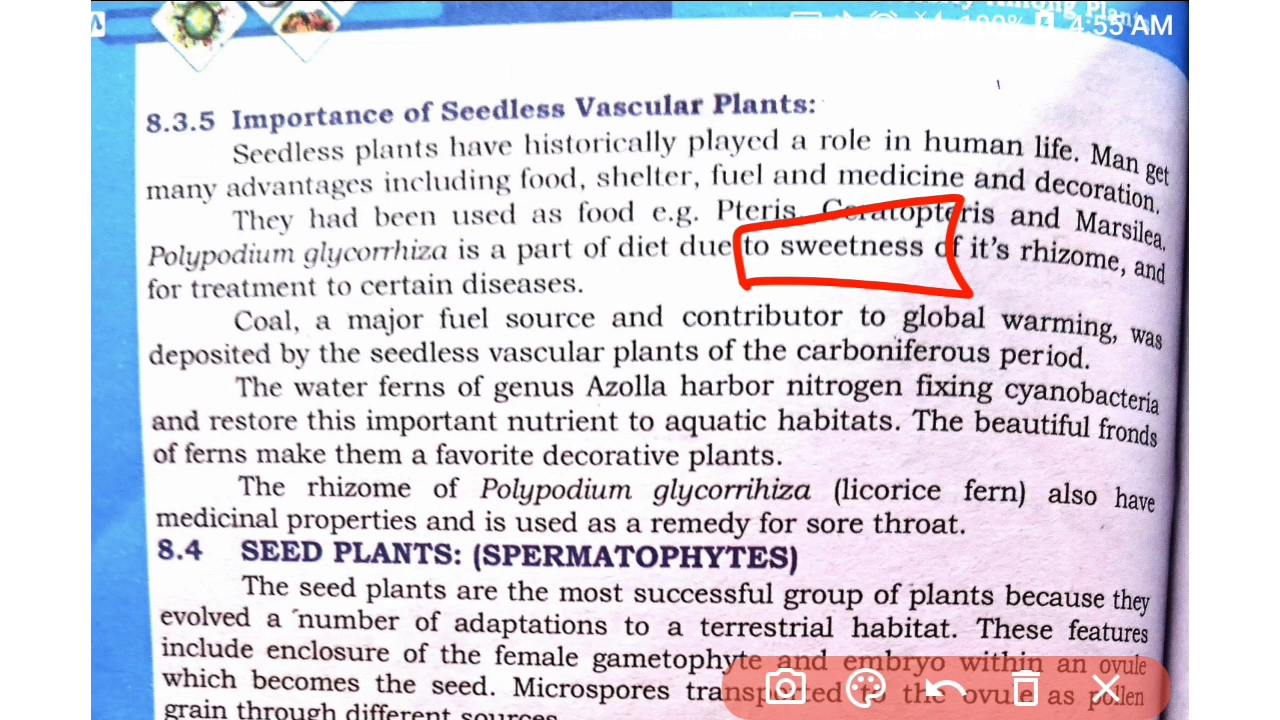 4:55 AM
8.3.5 Importance of Seedless Vascular Plants:
Seedless plants have historically played a role in human life. Man get
many advantages including food, shelter, fuel and medicine and decoration.
They had been used as food e.g. Pteris, Ceratopteris and Marsilea.
Polypodium glycorrhiza is a part of diet due to sweetness of it's rhizome, and
for treatment to certain diseases.
Coal, a major fuel source and contributor to global warming, was
deposited by the seedless vascular plants of the carboniferous period.
The water ferns of genus Azolla harbor nitrogen fixing cyanobacteria
and restore this important nutrient to aquatic habitats. The beautiful fronds
of ferns make them a favorite decorative plants.
The rhizome of Polypodium glycorrihiza (licorice fern) also have
medicinal properties and is used as a remedy for sore throat.
8.4 SEED PLANTS: (SPERMATOPHYTES)
The seed plants are the most successful group of plants because they
evolved a number of adaptations to a terrestrial habitat. These features
include enclosure of the female gametophyte and embryo within an ovule
which becomes the seed. Microspores transported to the ovule as pollen
grain through different sources